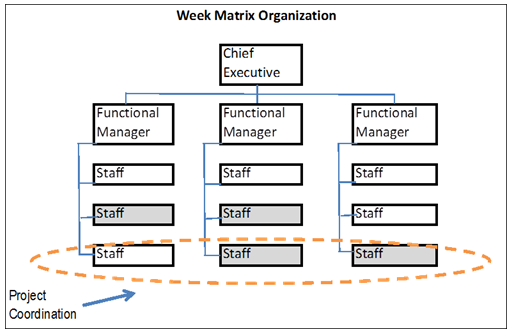 Week Matrix Organization
Chief
Executive
Functional
Manager
Functional
Manager
Functional
Manager
Staff
Staff
Staff
Staff
Staff
Staff
Staff
Staff
Staff
Project
Coordination